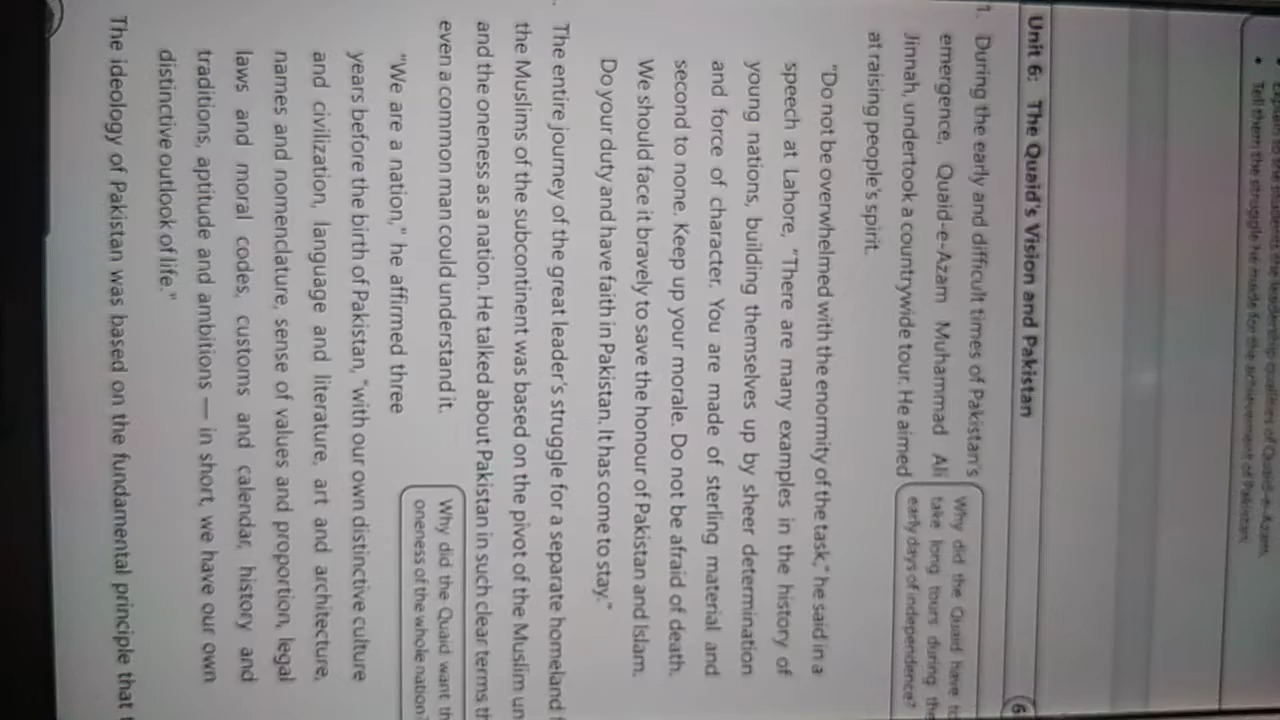 Explain to the students the leadership qualities of Quaid-e-Azam.
• Tell them the struggle he made for the achievement of Pakistan.
Unit 6: The Quaid's Vision and Pakistan
6
1. During the early and difficult times of Pakistan's
emergence, Quaid-e-Azam Muhammad Ali
Jinnah, undertook a countrywide tour. He aimed
at raising people's spirit.
Why did the Quaid have to
take long tours during the
early days of independence?
"Do not be overwhelmed with the enormity of the task," he said in a
speech at Lahore, "There are many examples in the history of
young nations, building themselves up by sheer determination
and force of character. You are made of sterling material and
second to none. Keep up your morale. Do not be afraid of death.
We should face it bravely to save the honour of Pakistan and Islam.
Do your duty and have faith in Pakistan. It has come to stay."
The entire journey of the great leader's struggle for a separate homeland
the Muslims of the subcontinent was based on the pivot of the Muslim
and the oneness as a nation. He talked about Pakistan in such clear terms
even a common man could understand it.
Why did the Quaid want
oneness of the whole nation
"We are a nation," he affirmed three
years before the birth of Pakistan, "with our own distinctive culture
and civilization, language and literature, art and architecture,
names and nomenclature, sense of values and proportion, legal
laws and moral codes, customs and calendar, history and
traditions, aptitude and ambitions — in short, we have our own
distinctive outlook of life."
The ideology of Pakistan was based on the fundamental principle that